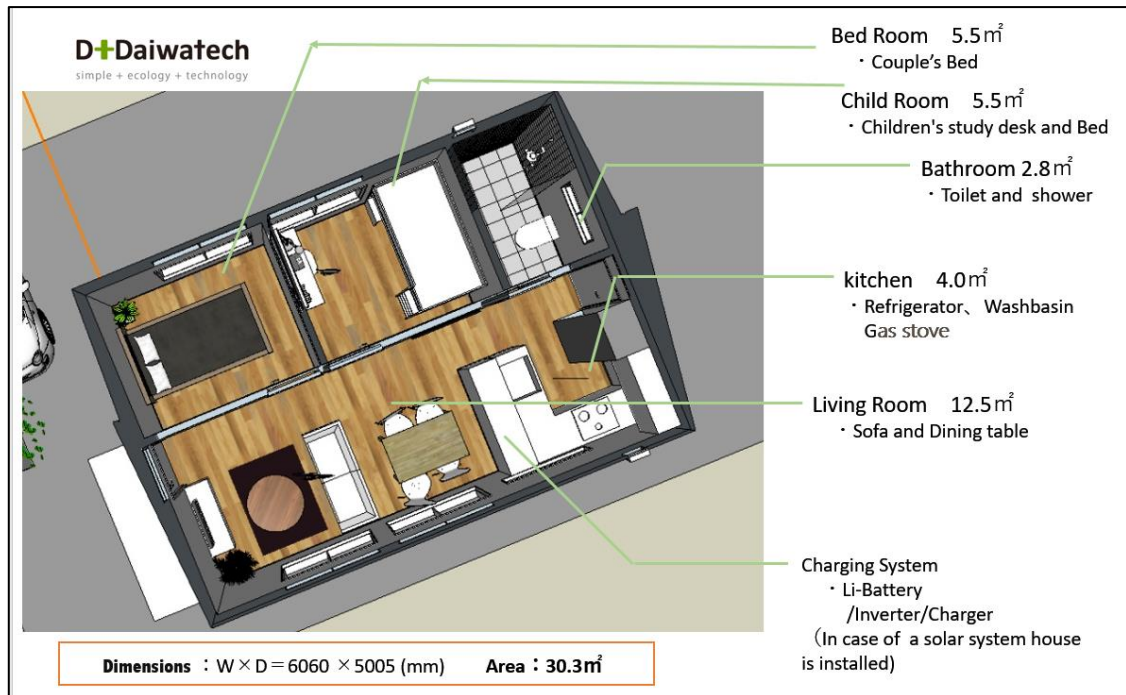 D+Daiwatech
simple + ecology + technology
Bed Room 5.5㎡
・Couple's Bed
Child Room 5.5㎡
・Children's study desk and Bed
Bathroom 2.8㎡
・Toilet and shower
kitchen 4.0㎡
・Refrigerator、Washbasin
Gas stove
Living Room 12.5㎡
・Sofa and Dining table
Charging System
・Li-Battery
/Inverter/Charger
（In case of a solar system house
is installed)
Dimensions：W×D＝6060 ×5005 (mm) Area：30.3㎡